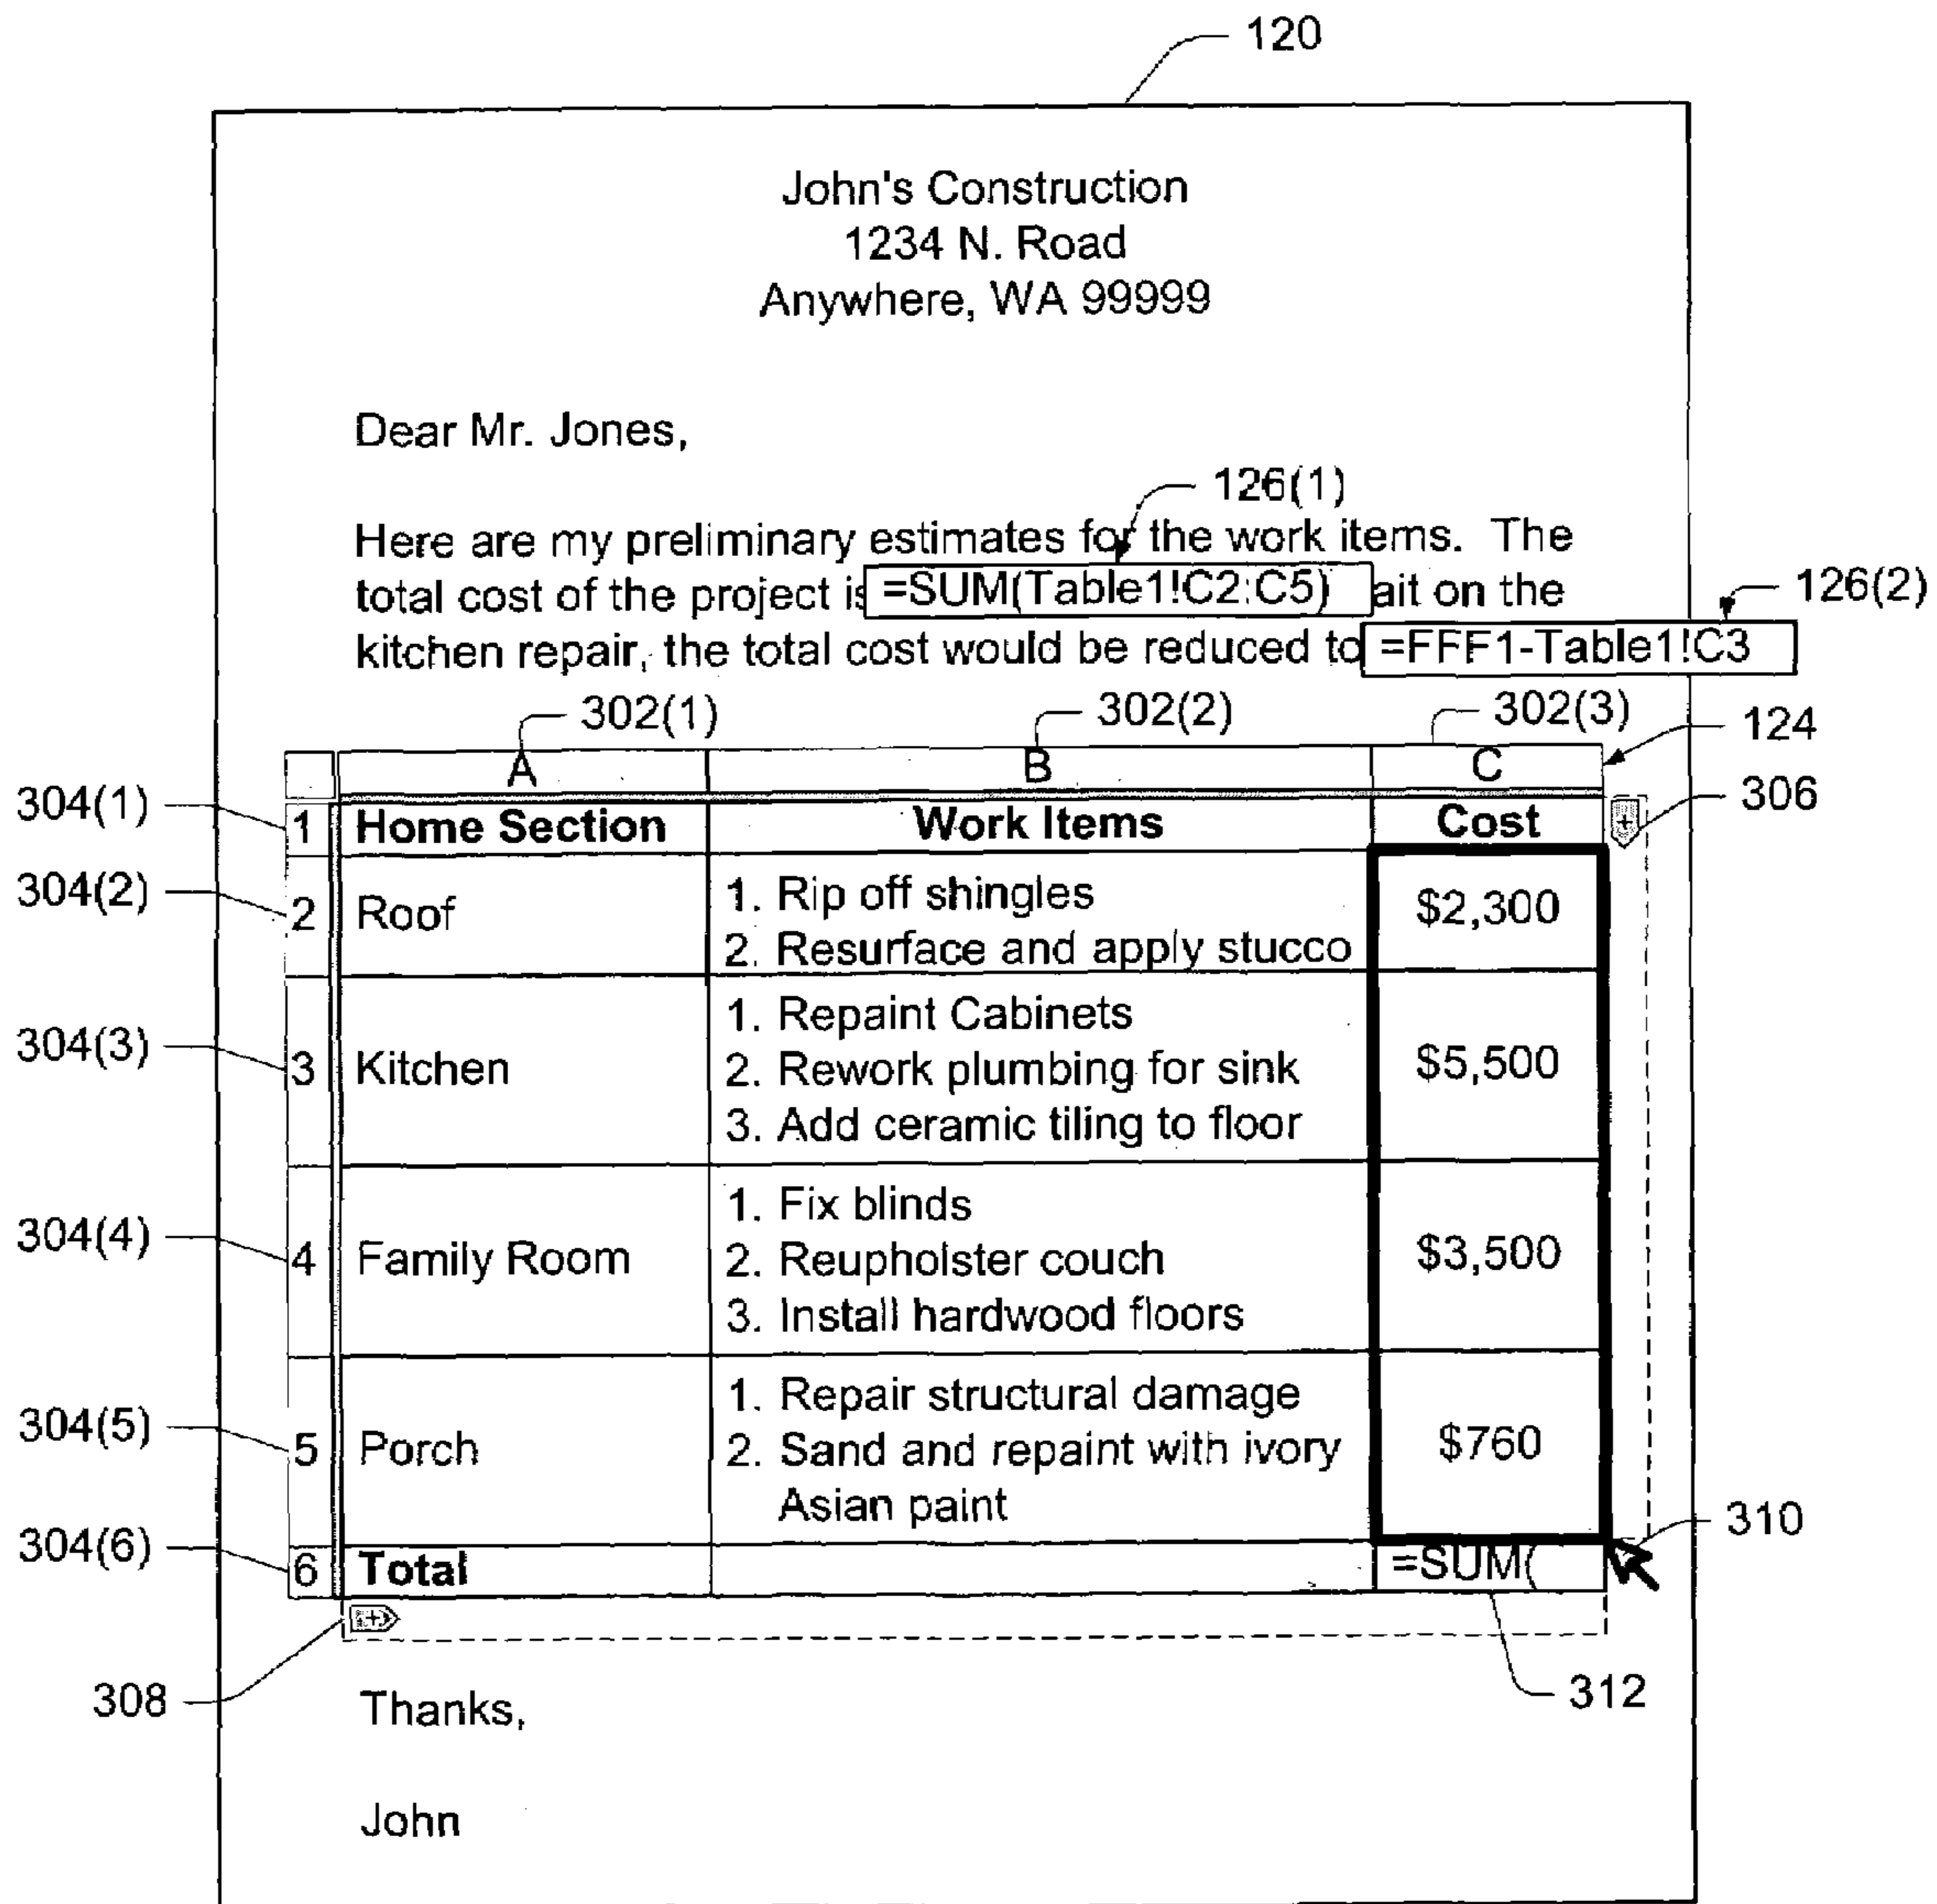 120
John's Construction
1234 N. Road
Anywhere, WA 99999
Dear Mr. Jones,
126(1)
Here are my preliminary estimates for the work items. The
total cost of the project is =SUM(Table1!C2:C5) ait on the
126(2)
kitchen repair, the total cost would be reduced to =FFF1-Table1!C3
302(1) 302(2) 302(3) 124
A B C
306
304(1) 1 Home Section Work Items Cost
304(2) 2 Roof 1. Rip off shingles $2,300
2. Resurface and apply stucco
304(3) 3 Kitchen 1. Repaint Cabinets $5,500
2. Rework plumbing for sink
3. Add ceramic tiling to floor
304(4) 4 Family Room 1. Fix blinds $3,500
2. Reupholster couch
3. Install hardwood floors
304(5) 5 Porch 1. Repair structural damage $760
2. Sand and repaint with ivory
Asian paint
310
304(6) 6 Total =SUM(
308 312
Thanks,
John